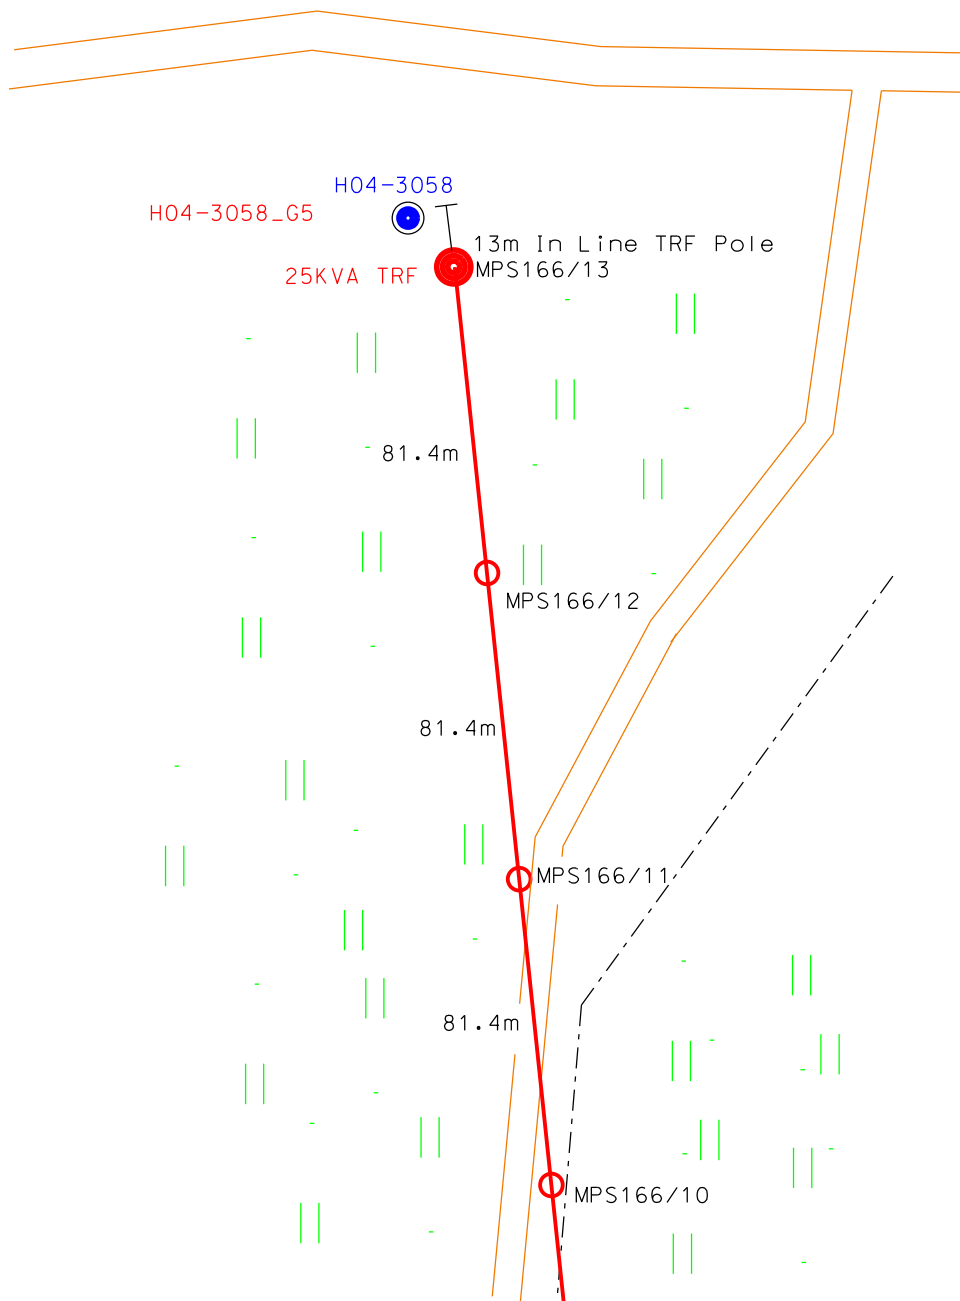 H04-3058
H04-3058_G5
13m In Line TRF Pole
25KVA TRF
MPS166/13
81.4m
MPS166/12
81.4m
MPS166/11
81.4m
MPS166/10